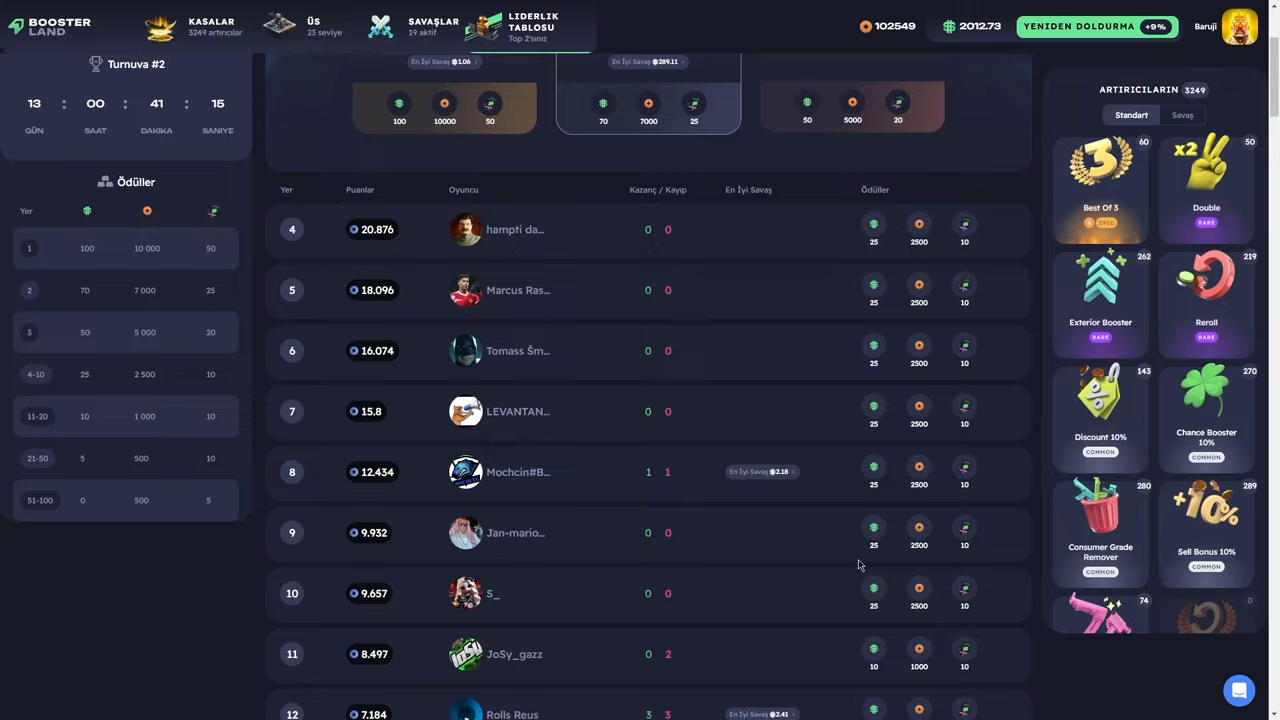 BOOSTER
LAND
KASALAR
3249 artırıcılar
ÜS
23 seviye
SAVAŞLAR
19 aktif
LIDERLIK
TABLOSU
Top 2'sınız
102549
2012.73
YENIDEN DOLDURMA +9%
Baruji
Turnuva #2
13 : 00 : 41 : 15
GÜN SAAT DAKIKA SANIYE
Ödüller
Yer
1 100 10 000 50
2 70 7 000 25
3 50 5 000 20
4-10 25 2 500 10
11-20 10 1 000 10
21-50 5 500 10
51-100 0 500 5
En İyi Savaş 1.06
100 10000 50
En İyi Savaş 289.11
70 7000 25
50 5000 20
Yer Puanlar Oyuncu Kazanç / Kayıp En İyi Savaş Ödüller
4 20.876 hampti da... 0 0
25 2500 10
5 18.096 Marcus Ras... 0 0
25 2500 10
6 16.074 Tomass Šm... 0 0
25 2500 10
7 15.8 LEVANTAN... 0 0
25 2500 10
8 12.434 Mochcin#B... 1 1 En İyi Savaş 2.18
25 2500 10
9 9.932 Jan-mario... 0 0
25 2500 10
10 9.657 S_ 0 0
25 2500 10
11 8.497 JoSy_gazz 0 2
10 1000 10
12 7.184 Rolls Reus 3 3 En İyi Savaş 2.41
ARTIRICILARIN 3249
Standart Savaş
60
3
Best Of 3
EPIC
50
x2
Double
RARE
262
Exterior Booster
RARE
219
Reroll
RARE
143
%
Discount 10%
COMMON
270
Chance Booster
10%
COMMON
280
Consumer Grade
Remover
COMMON
289
+10%
Sell Bonus 10%
COMMON
74
0